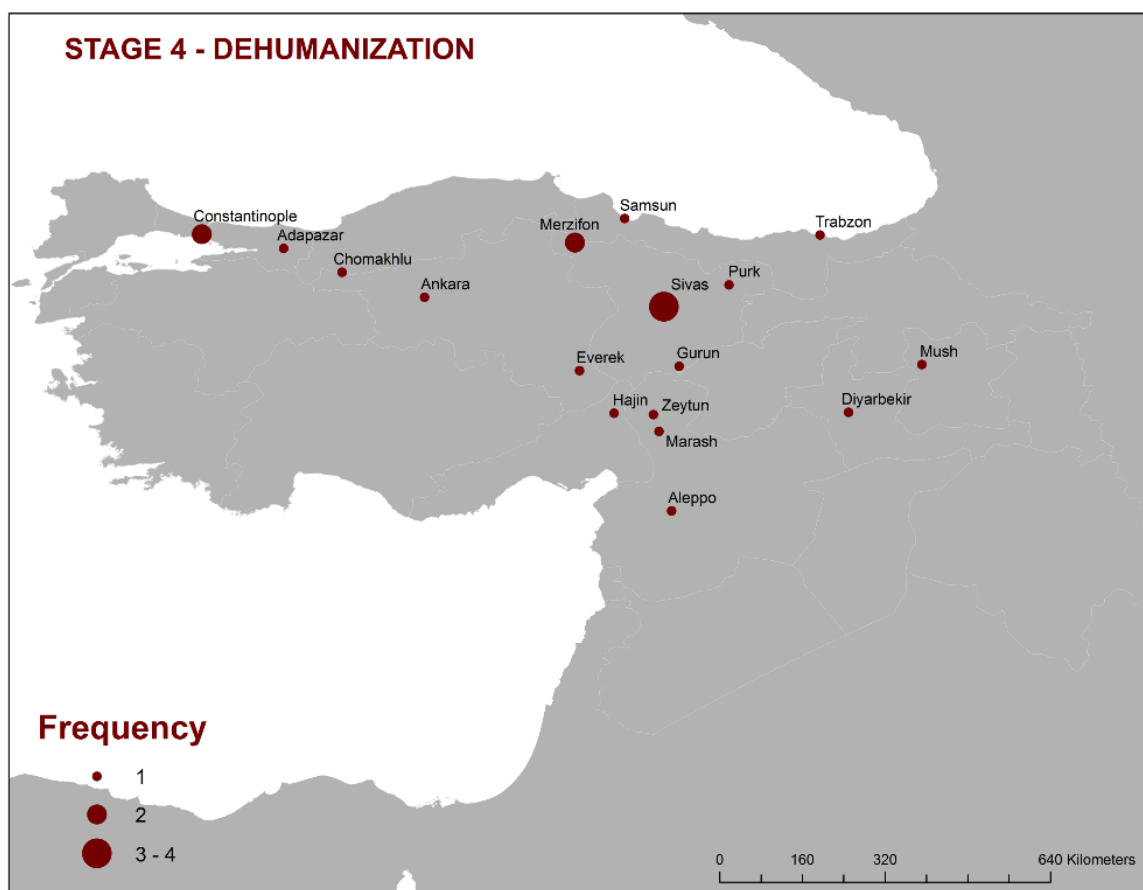 STAGE 4 - DEHUMANIZATION
Samsun
Constantinople
Merzifon
Trabzon
Adapazar
Chomakhlu
Purk
Ankara
Sivas
Everek
Gurun
Mush
Hajin
Zeytun
Diyarbekir
Marash
Aleppo
Frequency
1
2
3 - 4
0 160 320 640 Kilometers